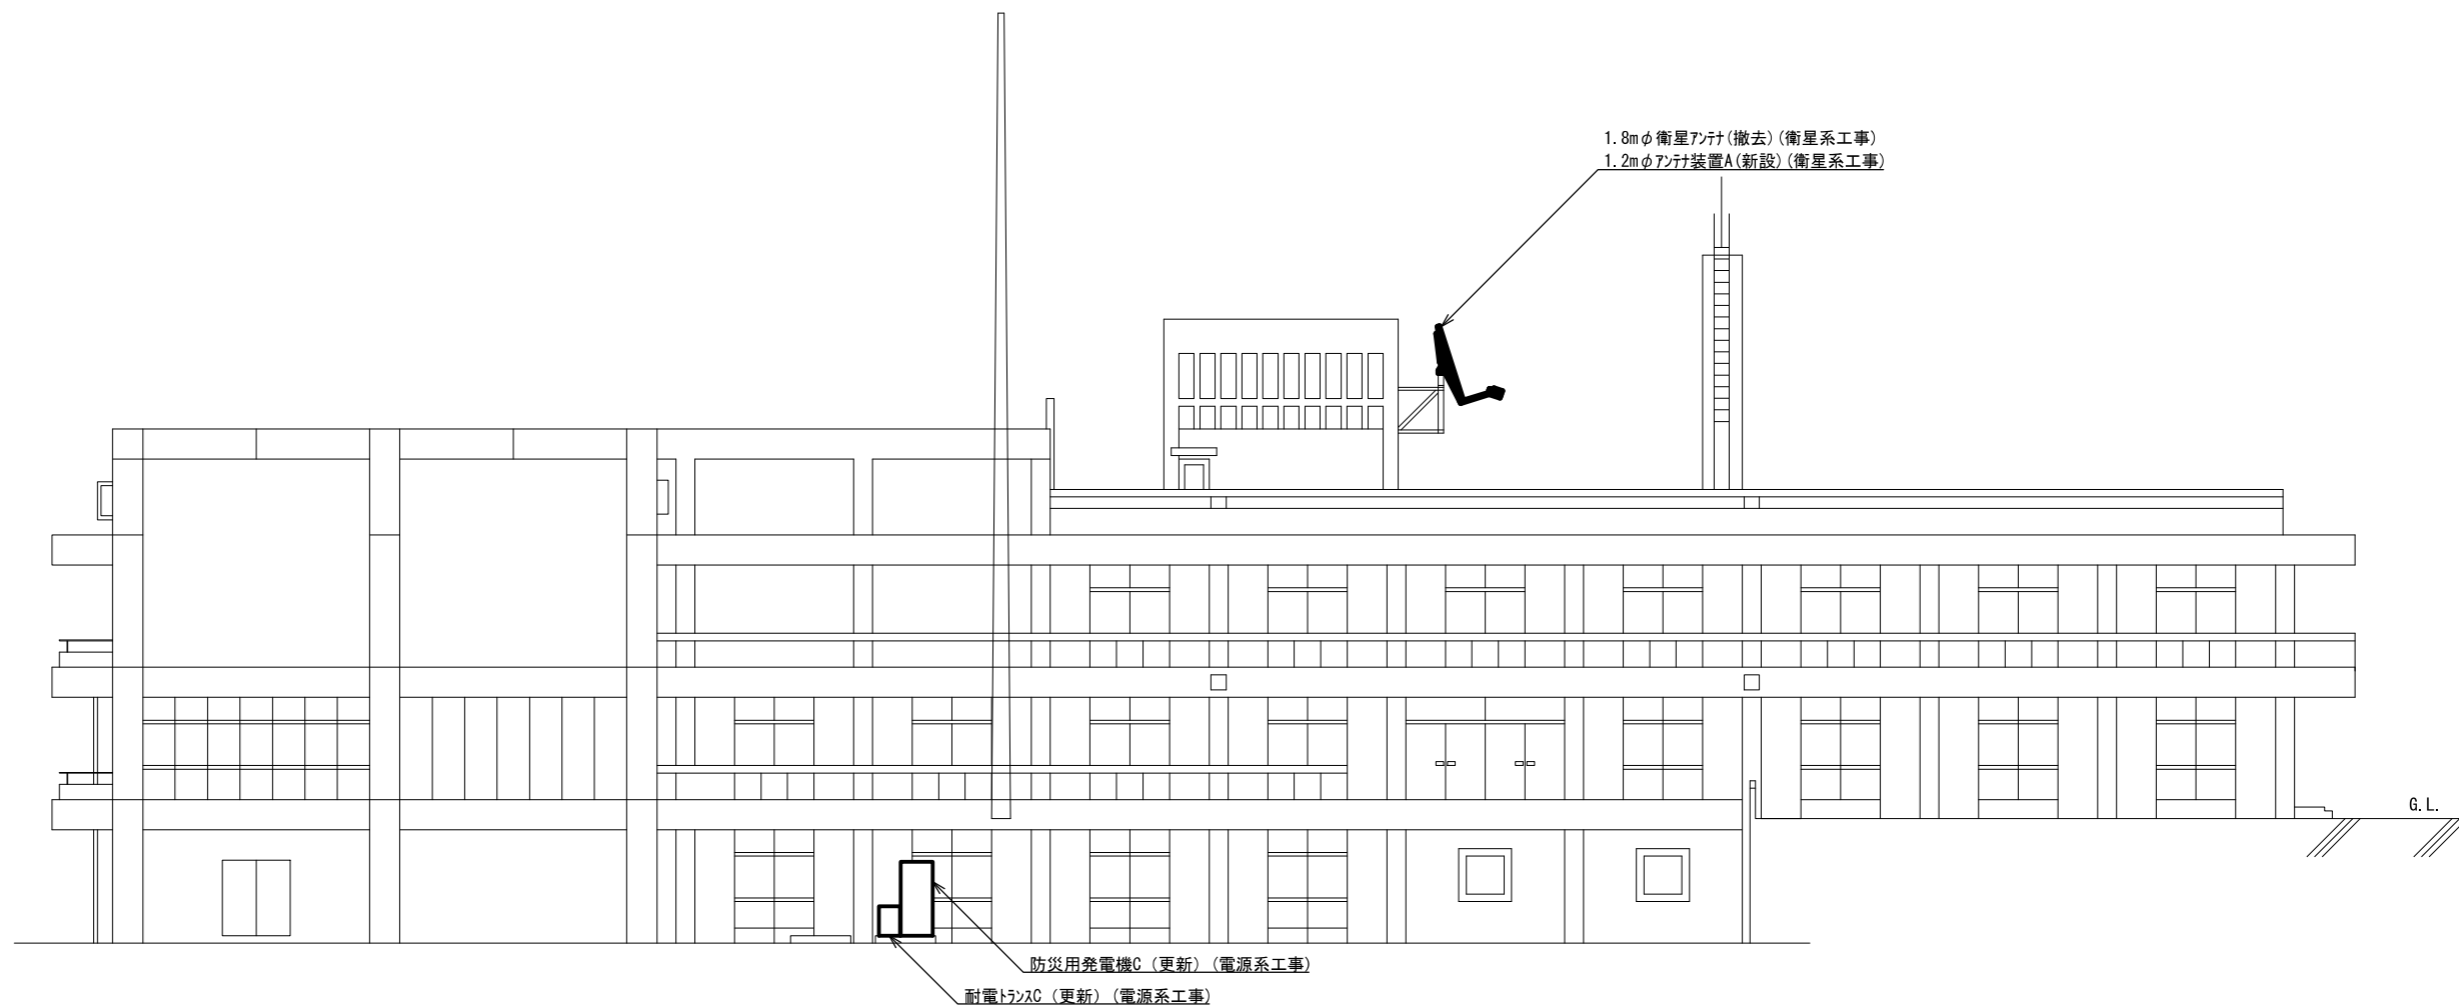 1.8mφ衛星ｱﾝﾃﾅ(撤去)(衛星系工事)
1.2mφｱﾝﾃﾅ装置A(新設)(衛星系工事)
G.L.
防災用発電機C（更新）(電源系工事)
耐電ﾄﾗﾝｽC（更新）(電源系工事)